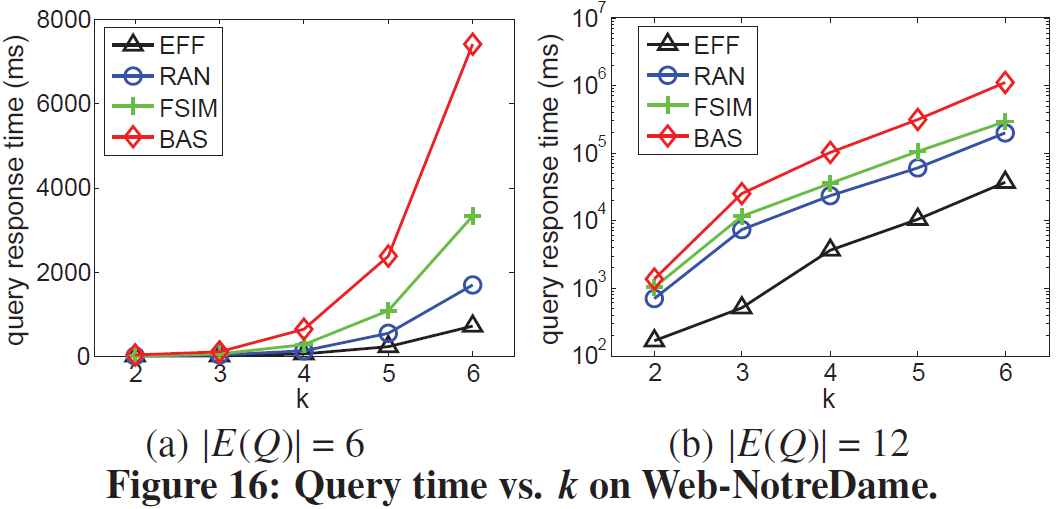 8000
6000
4000
2000
0
query response time (ms)
EFF
RAN
FSIM
BAS
2 3 4 5 6
k
(a) |E(Q)| = 6
10^7
10^6
10^5
10^4
10^3
10^2
query response time (ms)
EFF
RAN
FSIM
BAS
2 3 4 5 6
k
(b) |E(Q)| = 12
Figure 16: Query time vs. k on Web-NotreDame.